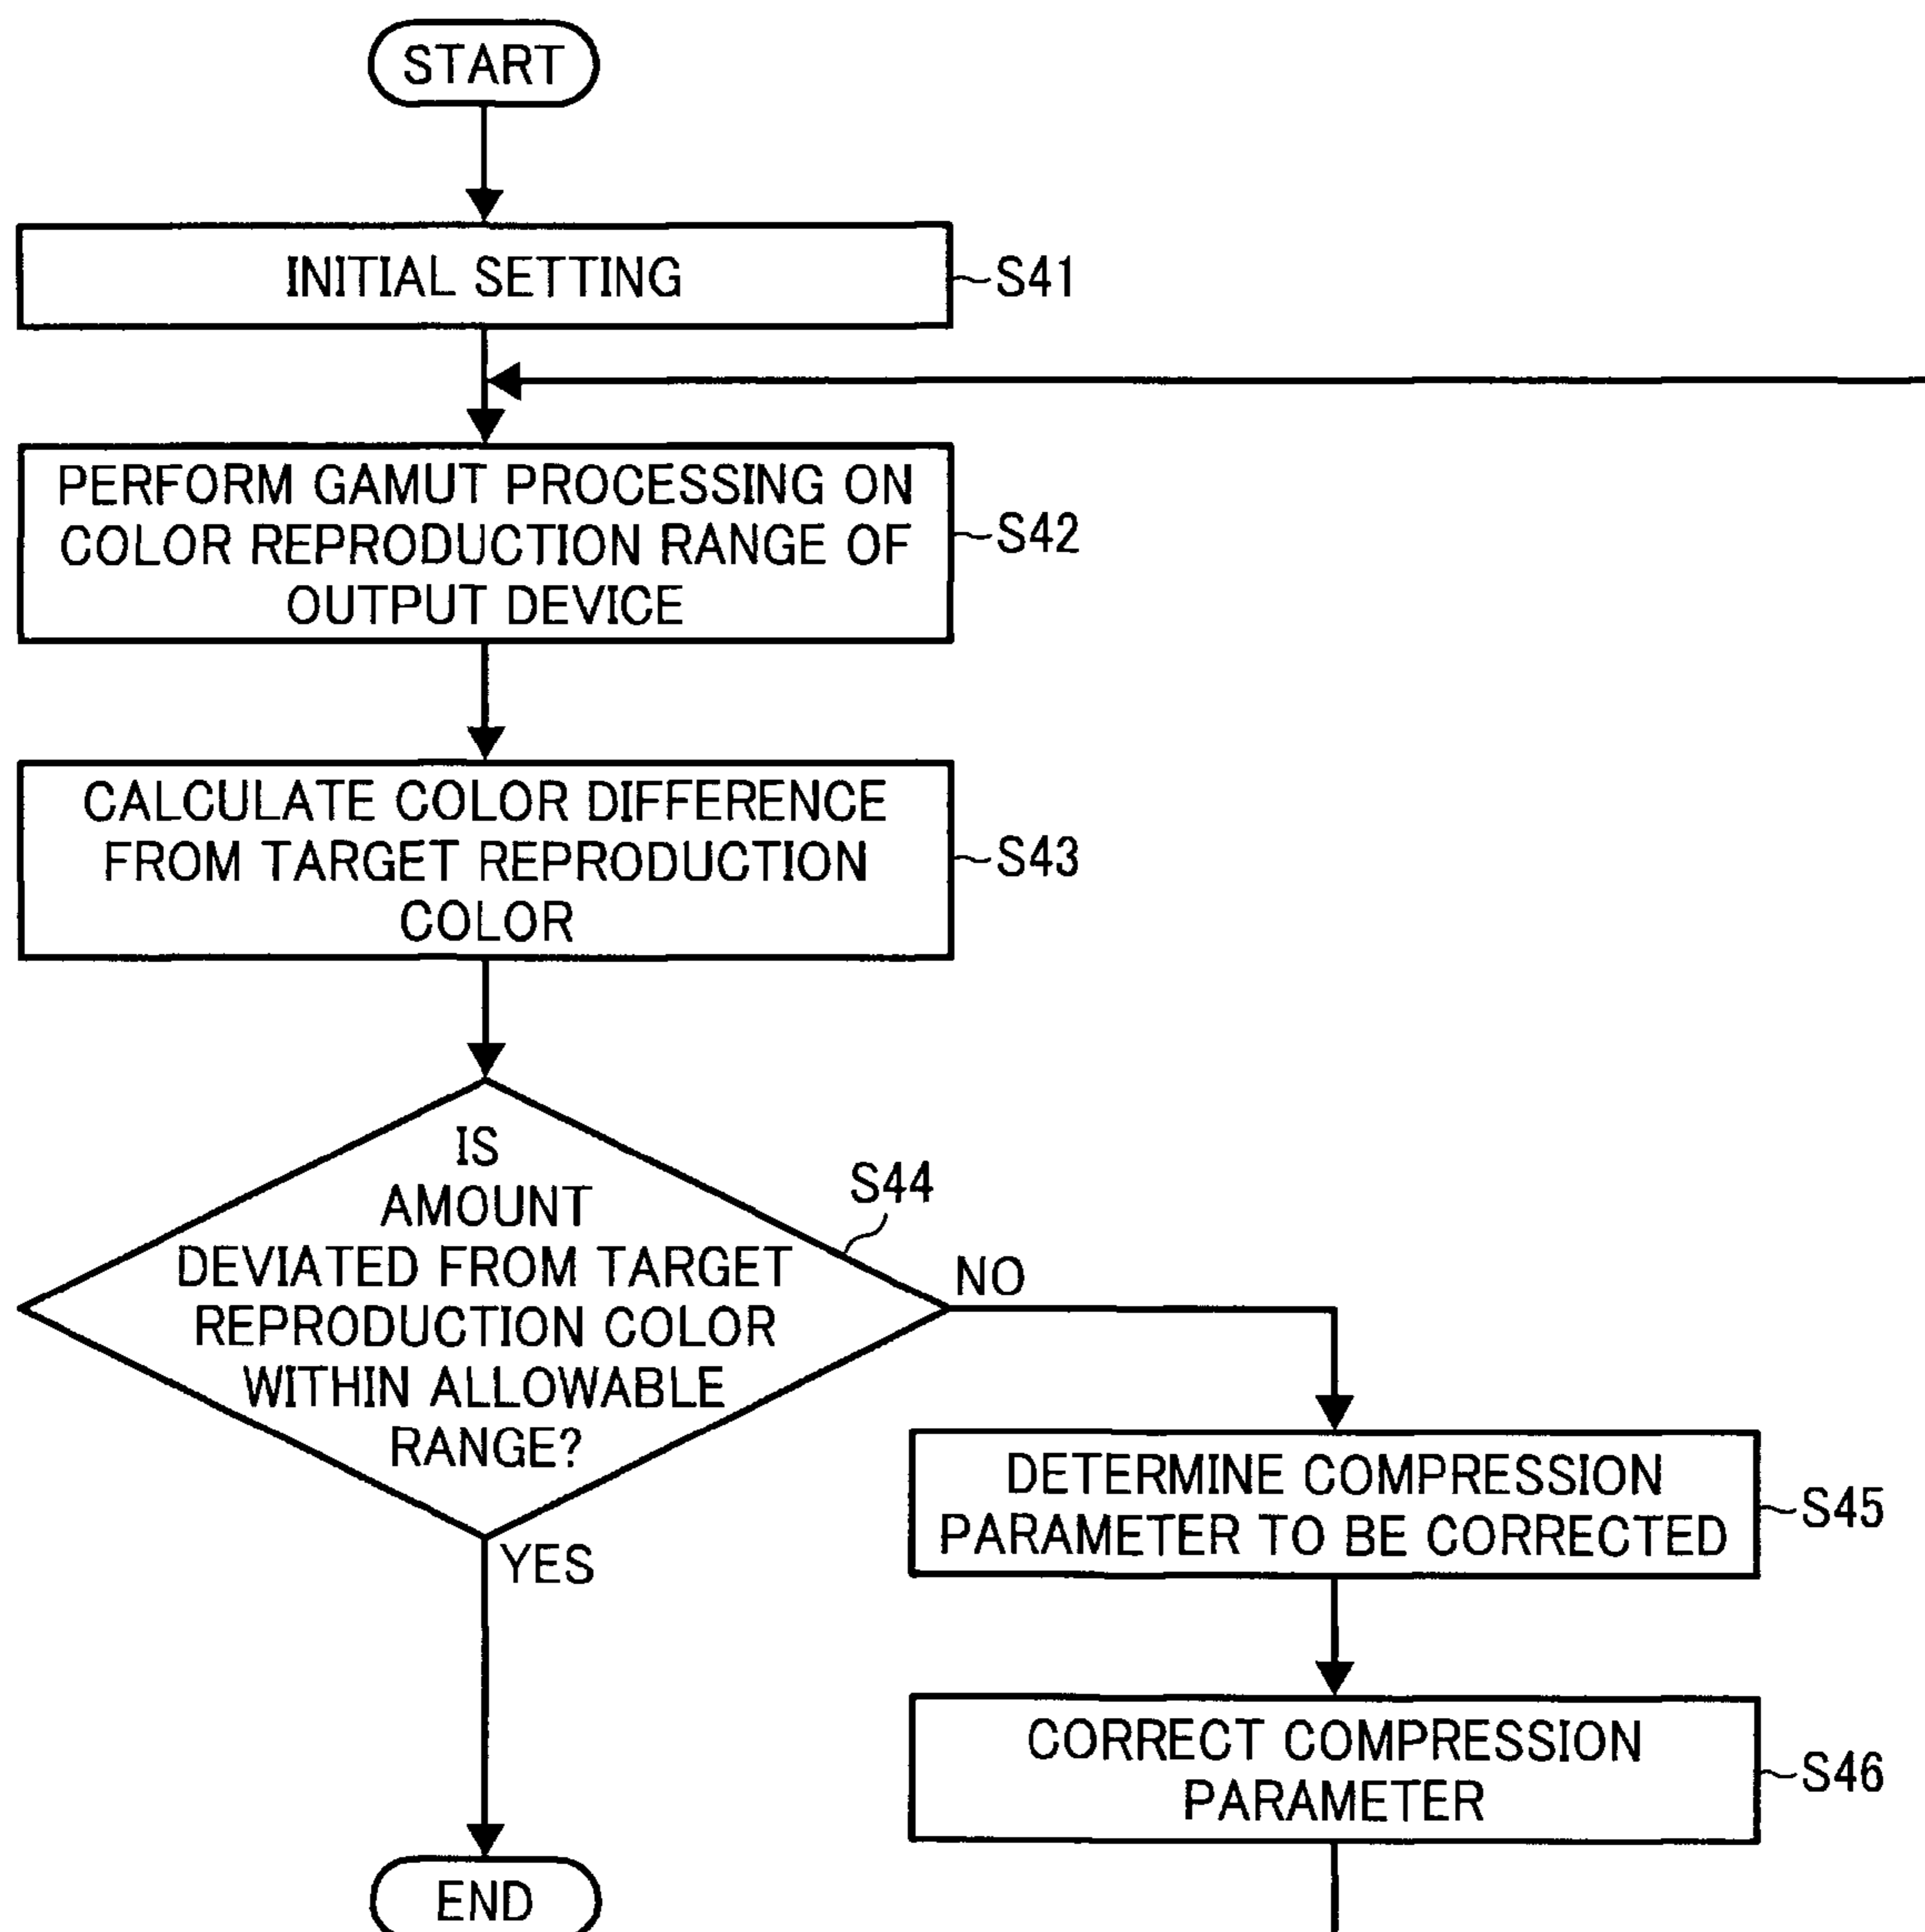 START
INITIAL SETTING
S41
PERFORM GAMUT PROCESSING ON
COLOR REPRODUCTION RANGE OF
OUTPUT DEVICE
S42
CALCULATE COLOR DIFFERENCE
FROM TARGET REPRODUCTION
COLOR
S43
IS
AMOUNT
DEVIATED FROM TARGET
REPRODUCTION COLOR
WITHIN ALLOWABLE
RANGE?
S44
NO
YES
DETERMINE COMPRESSION
PARAMETER TO BE CORRECTED
S45
CORRECT COMPRESSION
PARAMETER
S46
END